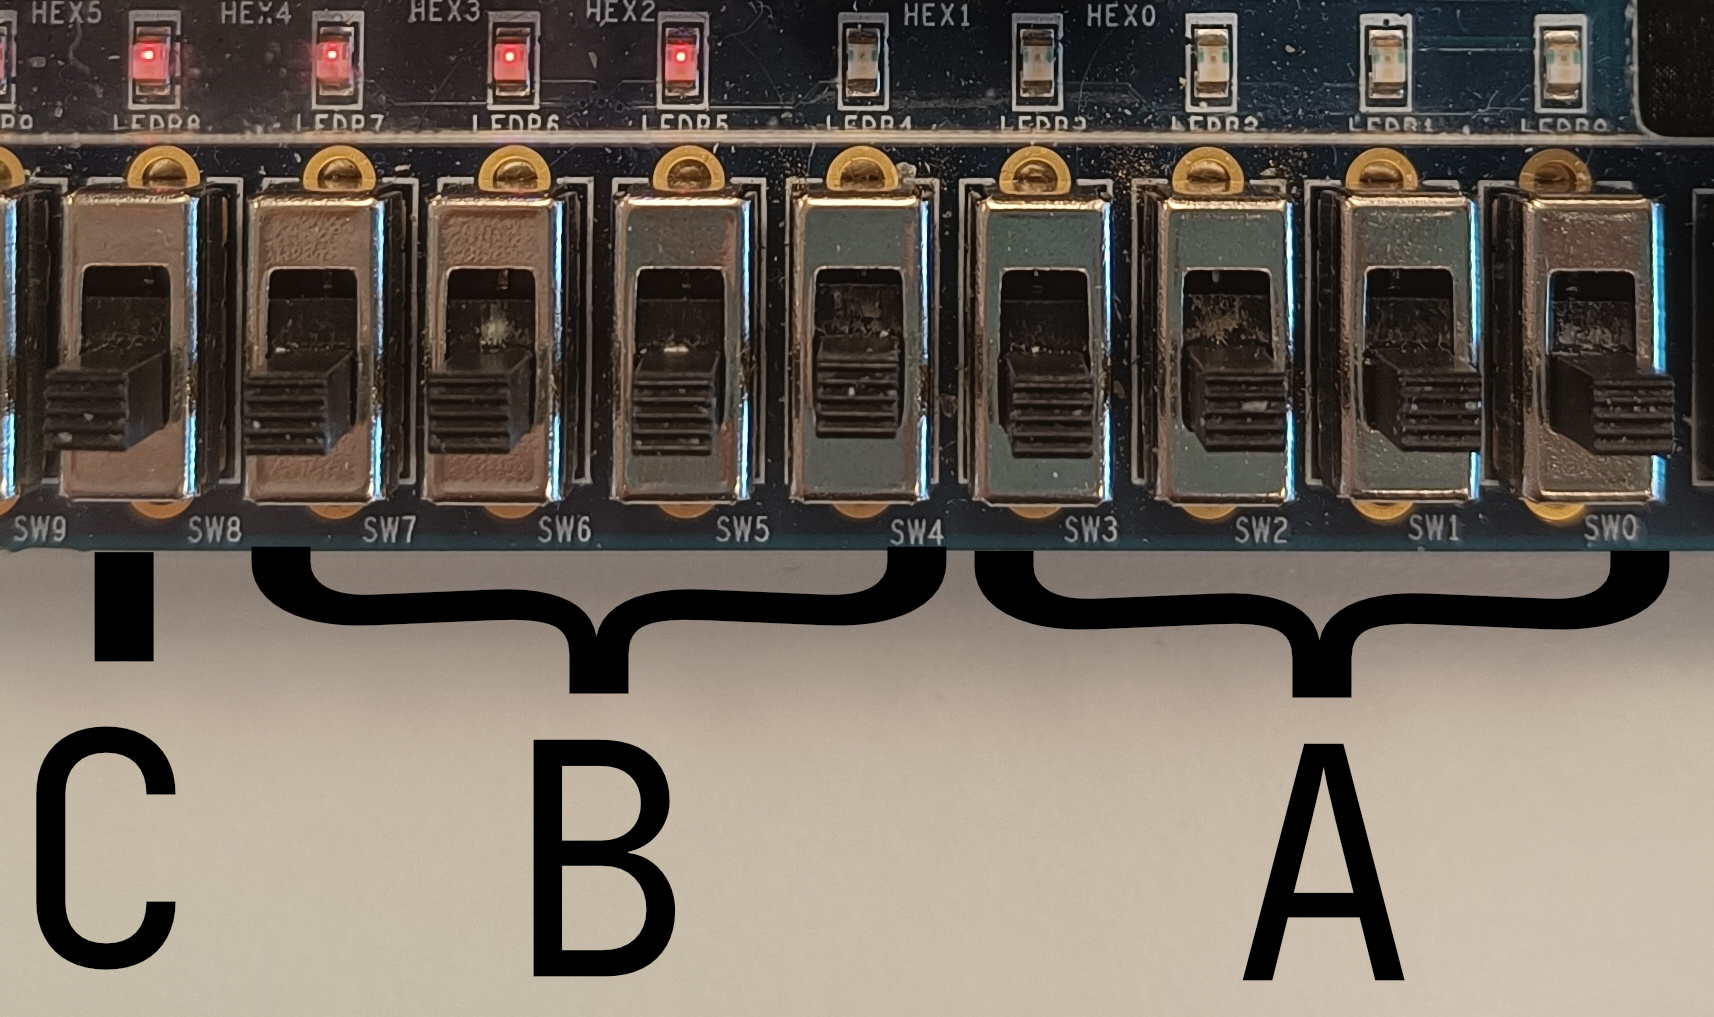 HEX5 HEX4 HEX3 HEX2 HEX1 HEX0
LEDR8 LEDR7 LEDR6 LEDR5 LEDR4 LEDR3 LEDR2 LEDR1 LEDR0
SW9 SW8 SW7 SW6 SW5 SW4 SW3 SW2 SW1 SW0
C B A